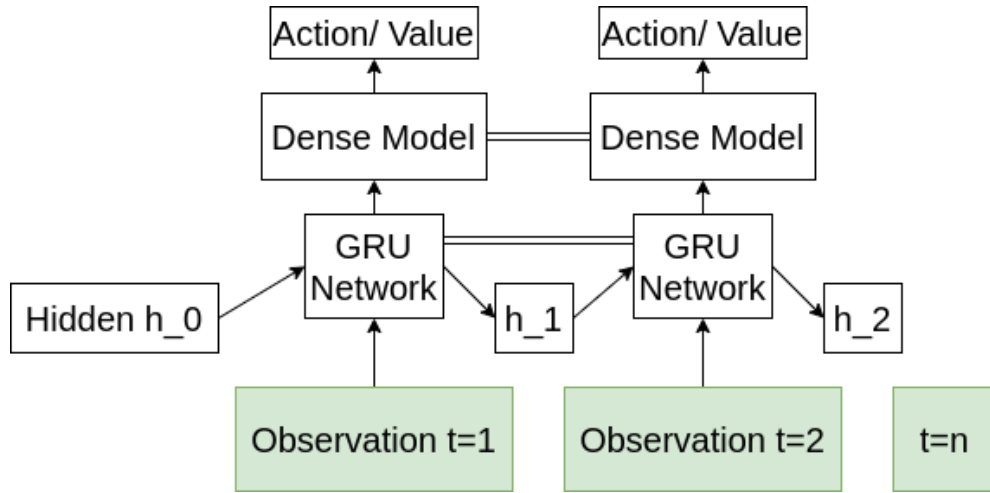 Action/ Value
Action/ Value
Dense Model
Dense Model
GRU
Network
GRU
Network
Hidden h_0
h_1
h_2
Observation t=1
Observation t=2
t=n